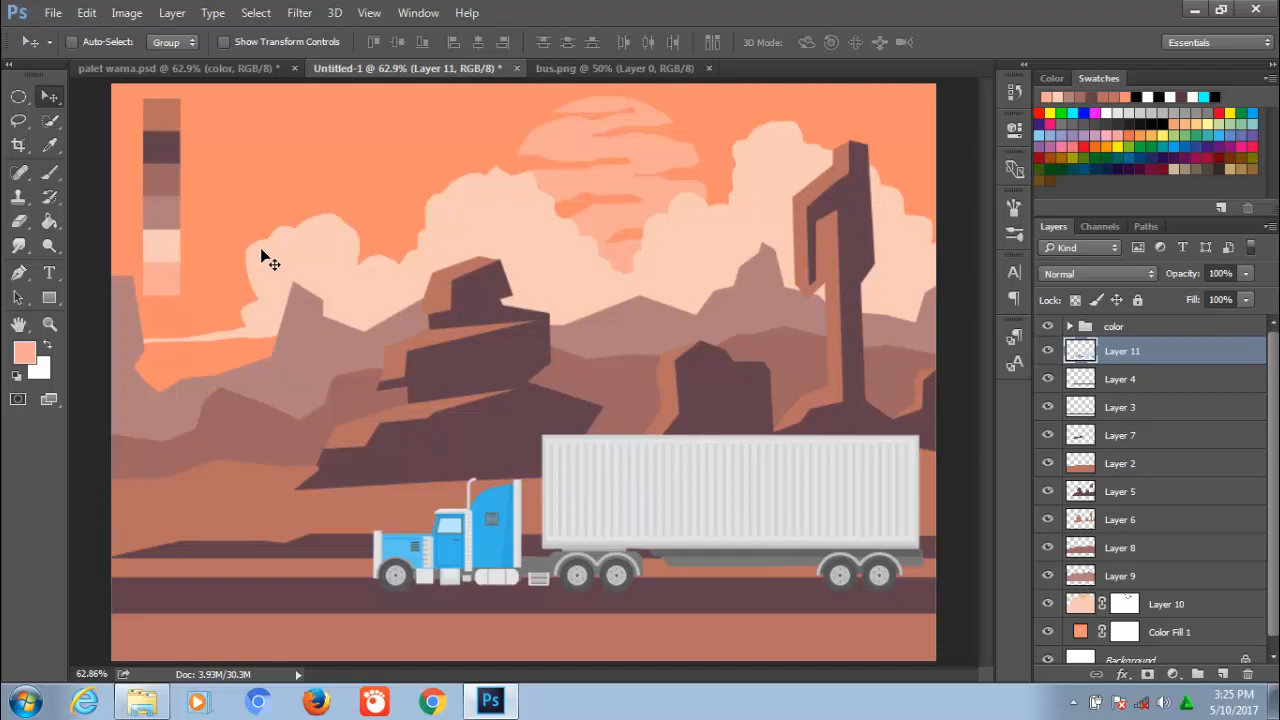 Ps File Edit Image Layer Type Select Filter 3D View Window Help
Auto-Select: Group Show Transform Controls 3D Mode: Essentials
palet warna.psd @ 62.9% (color, RGB/8) * × Untitled-1 @ 62.9% (Layer 11, RGB/8) * × bus.png @ 50% (Layer 0, RGB/8) ×
Color Swatches
Layers Channels Paths
Kind
Normal Opacity: 100%
Lock: Fill: 100%
color
Layer 11
Layer 4
Layer 3
Layer 7
Layer 2
Layer 5
Layer 6
Layer 8
Layer 9
Layer 10
Color Fill 1
Background
62.86% Doc: 3.93M/30.3M
Ps
3:25 PM
5/10/2017